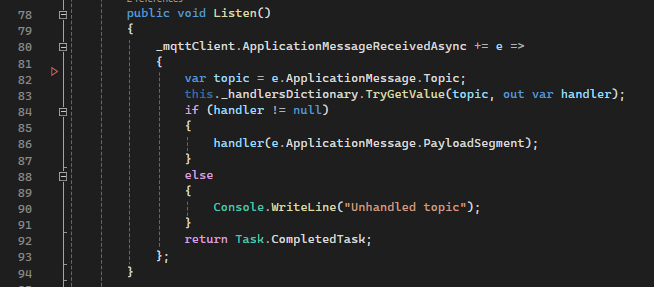 2 references
78 public void Listen()
79 {
80 _mqttClient.ApplicationMessageReceivedAsync += e =>
81 {
82 var topic = e.ApplicationMessage.Topic;
83 this._handlersDictionary.TryGetValue(topic, out var handler);
84 if (handler != null)
85 {
86 handler(e.ApplicationMessage.PayloadSegment);
87 }
88 else
89 {
90 Console.WriteLine("Unhandled topic");
91 }
92 return Task.CompletedTask;
93 };
94 }